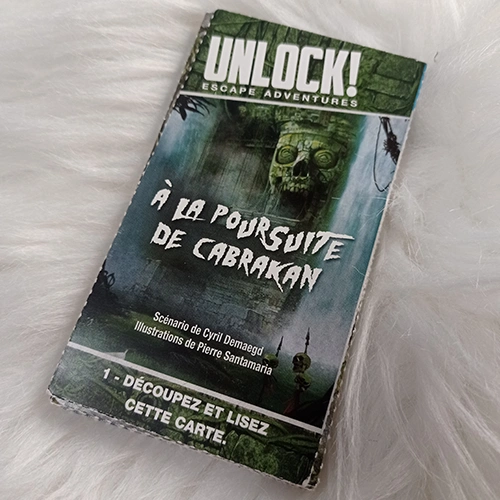 UNLOCK!
ESCAPE ADVENTURES
À LA POURSUITE
DE CABRAKAN
Scénario de Cyril Demaegd
Illustrations de Pierre Santamaria
1 - DÉCOUPEZ ET LISEZ
CETTE CARTE.